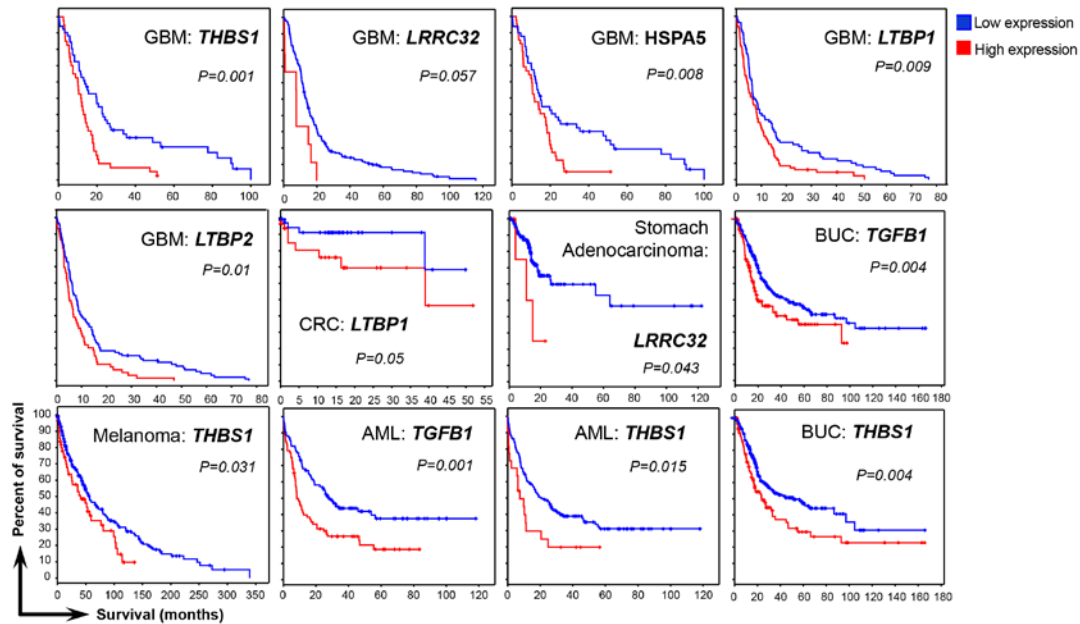 GBM: THBS1
P=0.001
0 20 40 60 80 100
GBM: LRRC32
P=0.057
0 20 40 60 80 100 120
GBM: HSPA5
P=0.008
0 20 40 60 80 100
GBM: LTBP1
P=0.009
0 10 20 30 40 50 60 70 80
Low expression
High expression
GBM: LTBP2
P=0.01
0 10 20 30 40 50 60 70 80
CRC: LTBP1
P=0.05
0 5 10 15 20 25 30 35 40 45 50 55
Stomach
Adenocarcinoma:
LRRC32
P=0.043
0 20 40 60 80 100 120
BUC: TGFB1
P=0.004
0 20 40 60 80 100 120 140 160 180
Percent of survival
100
90
80
70
60
50
40
30
20
10
0
Melanoma: THBS1
P=0.031
0 50 100 150 200 250 300 350
AML: TGFB1
P=0.001
0 20 40 60 80 100 120
AML: THBS1
P=0.015
0 20 40 60 80 100 120
BUC: THBS1
P=0.004
0 20 40 60 80 100 120 140 160 180
Survival (months)